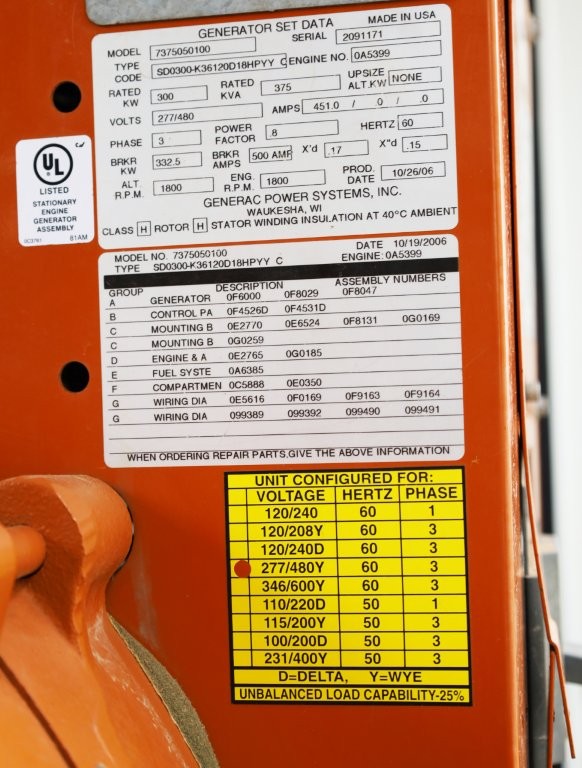 GENERATOR SET DATA MADE IN USA
MODEL 7375050100 SERIAL 2091171
TYPE CODE SD0300-K36120D18HPYY C ENGINE NO. 0A5399
RATED KW 300 RATED KVA 375 UPSIZE ALT.KW NONE
VOLTS 277/480 AMPS 451.0 / 0 / .0
PHASE 3 POWER FACTOR .8 HERTZ 60
BRKR KW 332.5 BRKR AMPS 500 AMP X'd .17 X"d .15
ALT. R.P.M. 1800 ENG. R.P.M. 1800 PROD. DATE 10/26/06
GENERAC POWER SYSTEMS, INC.
WAUKESHA, WI
CLASS H ROTOR H STATOR WINDING INSULATION AT 40°C AMBIENT
UL
LISTED
STATIONARY
ENGINE
GENERATOR
ASSEMBLY
81AM
MODEL NO. 7375050100 DATE 10/19/2006
TYPE SD0300-K36120D18HPYY C ENGINE: 0A5399
GROUP DESCRIPTION ASSEMBLY NUMBERS
A GENERATOR 0F6000 0F8029 0F8047
B CONTROL PA 0F4526D 0F4531D
C MOUNTING B 0E2770 0E6524 0F8131 0G0169
C MOUNTING B 0G0259
D ENGINE & A 0E2765 0G0185
E FUEL SYSTE 0A6385
F COMPARTMEN 0C5888 0E0350
G WIRING DIA 0E5616 0F0169 0F9163 0F9164
G WIRING DIA 099389 099392 099490 099491
WHEN ORDERING REPAIR PARTS,GIVE THE ABOVE INFORMATION
UNIT CONFIGURED FOR:
VOLTAGE HERTZ PHASE
120/240 60 1
120/208Y 60 3
120/240D 60 3
277/480Y 60 3
346/600Y 60 3
110/220D 50 1
115/200Y 50 3
100/200D 50 3
231/400Y 50 3
D=DELTA, Y=WYE
UNBALANCED LOAD CAPABILITY-25%